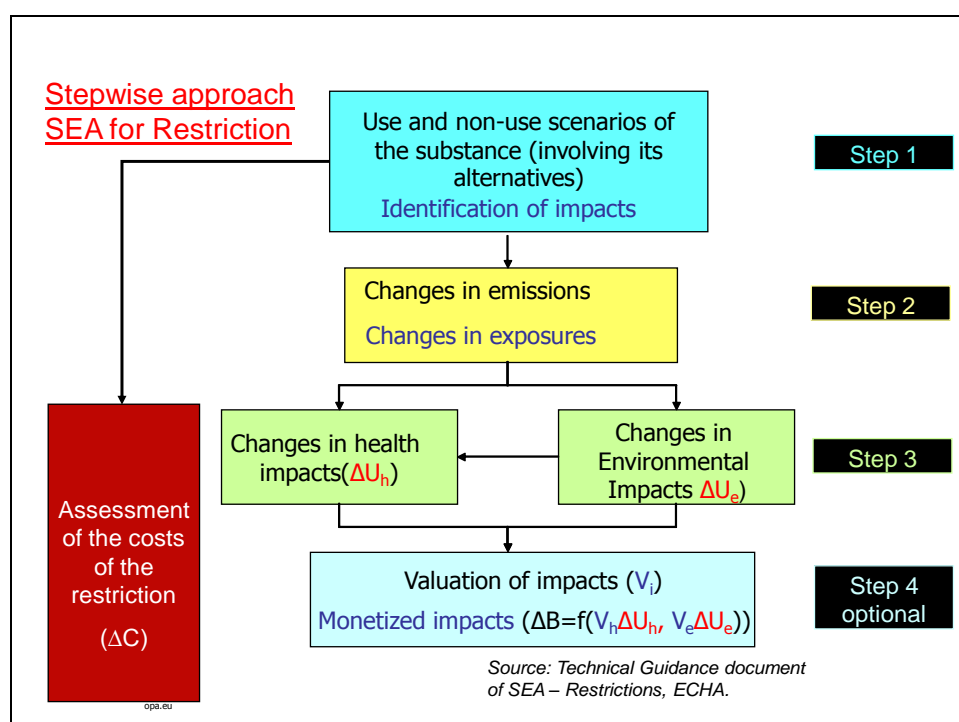 Stepwise approach
SEA for Restriction
Use and non-use scenarios of
the substance (involving its
alternatives)
Identification of impacts
Step 1
Changes in emissions
Changes in exposures
Step 2
Changes in health
impacts(ΔUh)
Changes in
Environmental
Impacts ΔUe)
Step 3
Assessment
of the costs
of the
restriction
(ΔC)
Valuation of impacts (Vi)
Monetized impacts (ΔB=f(VhΔUh, VeΔUe))
Step 4
optional
Source: Technical Guidance document
of SEA – Restrictions, ECHA.
opa.eu